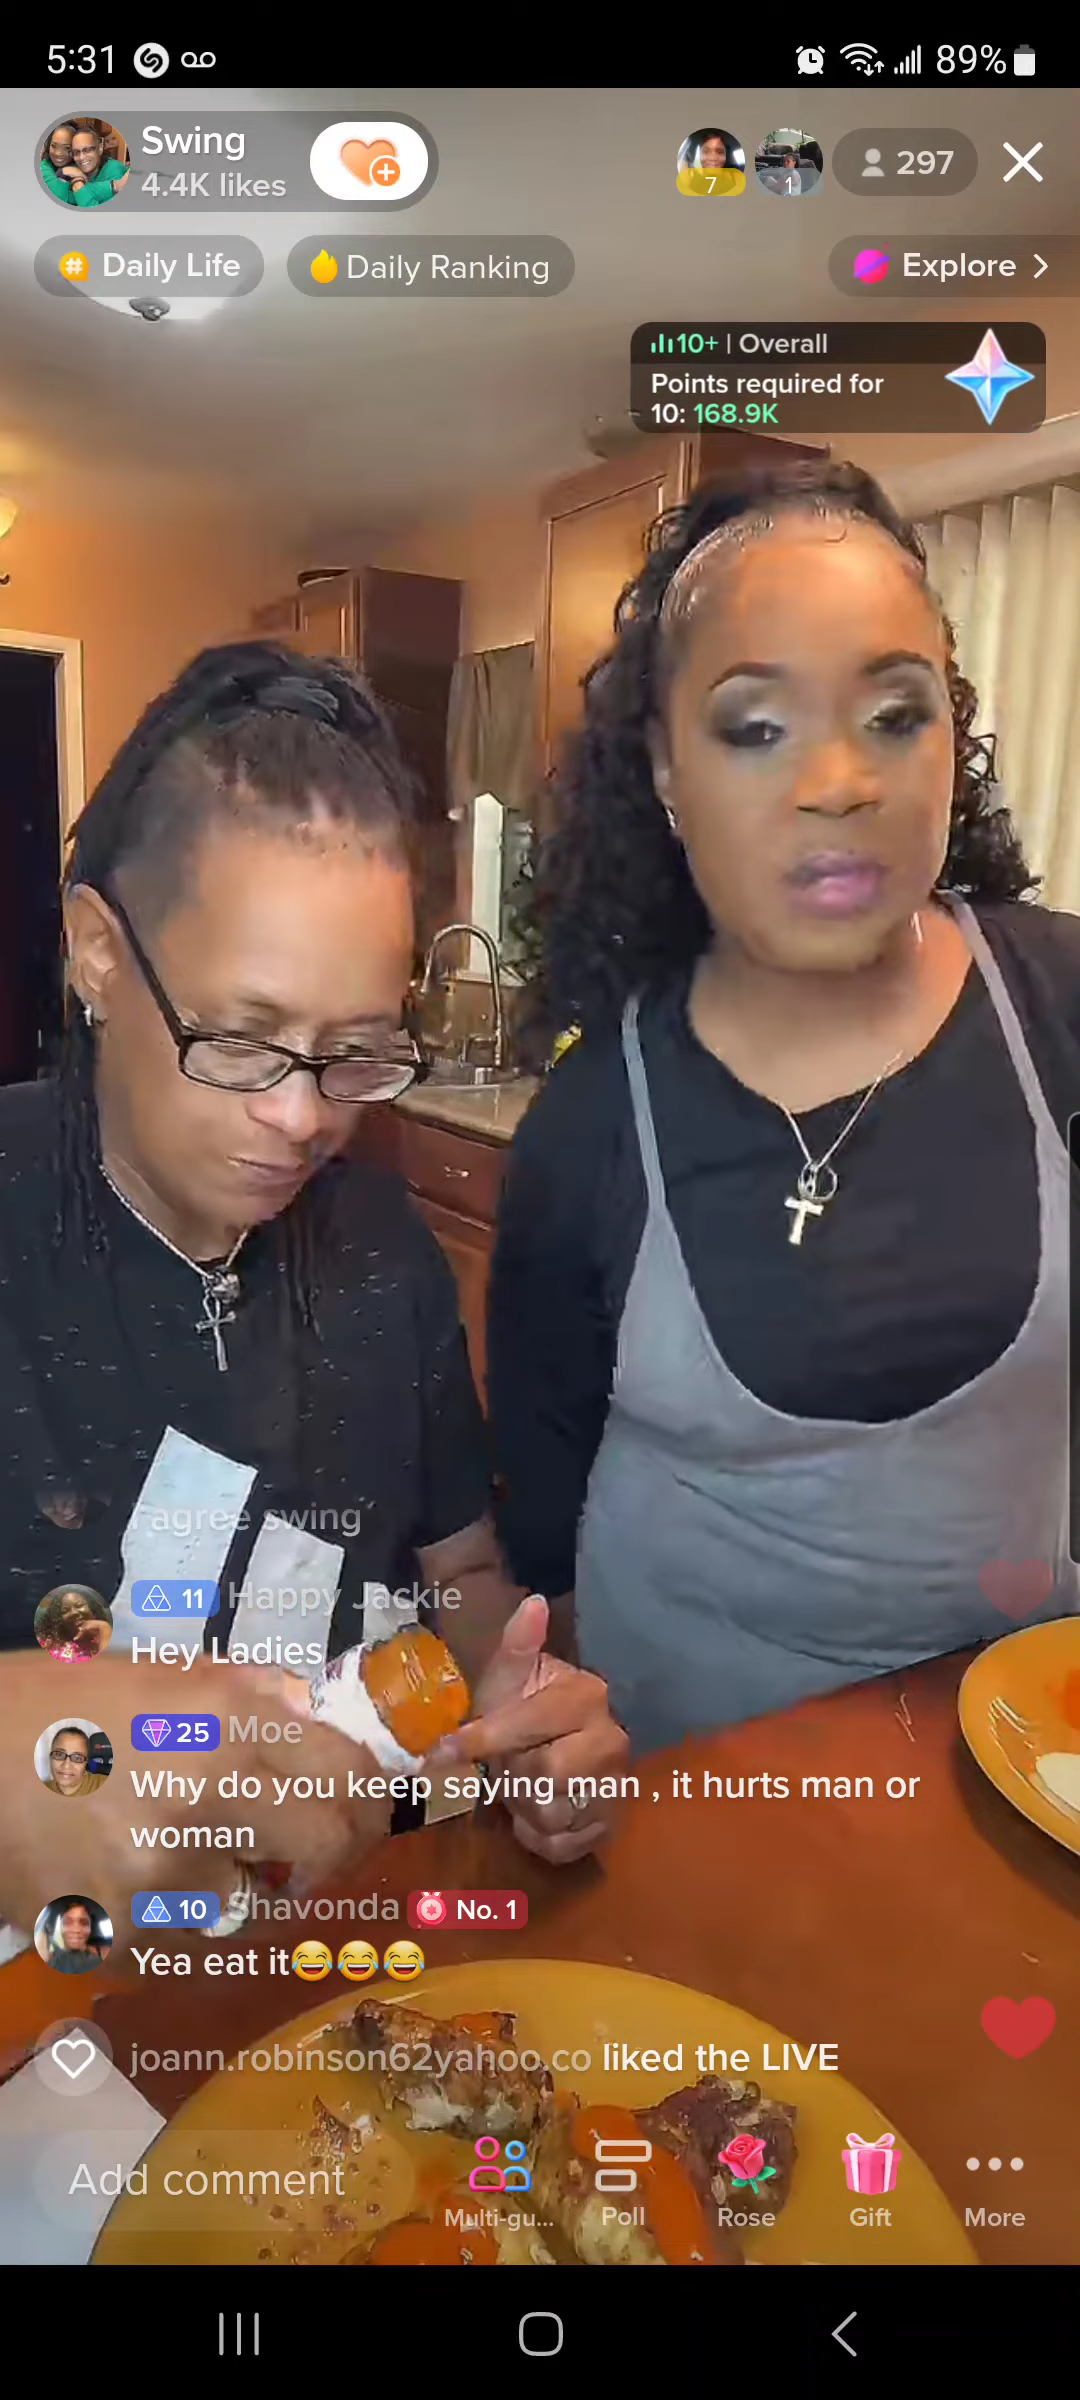 5:31
89%
Swing
4.4K likes
7
1
297
Daily Life
Daily Ranking
Explore
10+ | Overall
Points required for
10: 168.9K
I agree swing
11 Happy Jackie
Hey Ladies
25 Moe
Why do you keep saying man , it hurts man or
woman
10 Shavonda No. 1
Yea eat it😂😂😂
joann.robinson62yahoo.co liked the LIVE
Add comment
Multi-gu...
Poll
Rose
Gift
More